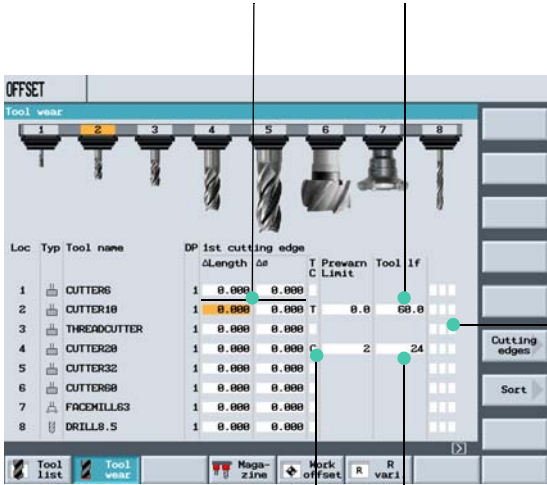 OFFSET
Tool wear
1 2 3 4 5 6 7 8
Loc Typ Tool name DP 1st cutting edge
ΔLength Δø T C Prewarn Limit Tool lf
1 CUTTER6 1 0.000 0.000
2 CUTTER10 1 0.000 0.000 T 0.0 60.0
3 THREADCUTTER 1 0.000 0.000
4 CUTTER20 1 0.000 0.000 C 2 24
5 CUTTER32 1 0.000 0.000
6 CUTTER60 1 0.000 0.000
7 FACEMILL63 1 0.000 0.000
8 DRILL8.5 1 0.000 0.000
Cutting edges
Sort
Tool list Tool wear Maga- zine Work offset R R vari.